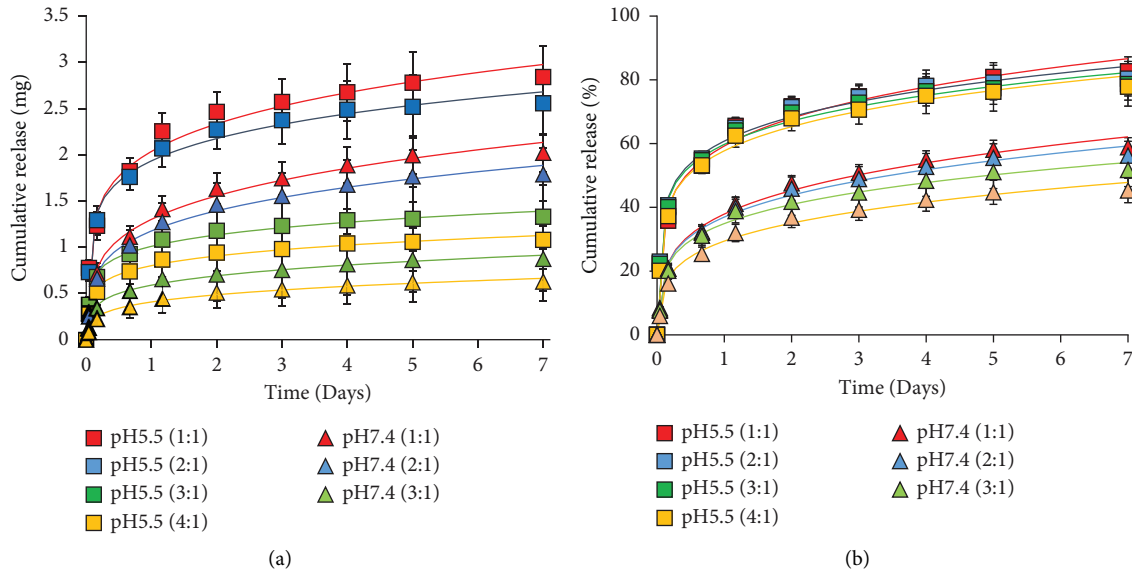 Cumulative reelase (mg)
3.5
3
2.5
2
1.5
1
0.5
0
0 1 2 3 4 5 6 7
Time (Days)
pH5.5 (1:1)
pH5.5 (2:1)
pH5.5 (3:1)
pH5.5 (4:1)
pH7.4 (1:1)
pH7.4 (2:1)
pH7.4 (3:1)
(a)
Cumulative release (%)
100
80
60
40
20
0
0 1 2 3 4 5 6 7
Time (Days)
pH5.5 (1:1)
pH5.5 (2:1)
pH5.5 (3:1)
pH5.5 (4:1)
pH7.4 (1:1)
pH7.4 (2:1)
pH7.4 (3:1)
(b)